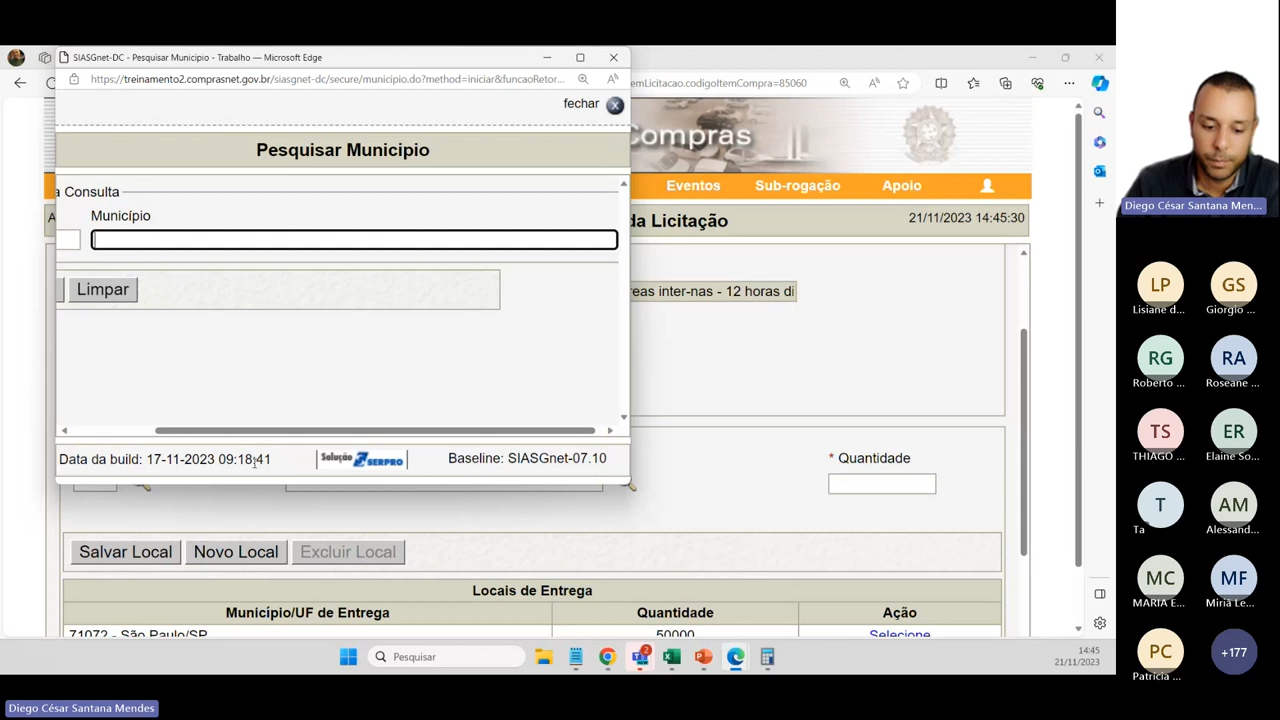 SIASGnet-DC - Pesquisar Municipio - Trabalho — Microsoft Edge
https://treinamento2.comprasnet.gov.br/siasgnet-dc/secure/municipio.do?method=iniciar&funcaoRetor...
emLicitacao.codigoItemCompra=85060
fechar
Compras
Pesquisar Municipio
Eventos
Sub-rogação
Apoio
a Consulta
da Licitação
21/11/2023 14:45:30
Município
Limpar
reas inter-nas - 12 horas di
Data da build: 17-11-2023 09:18:41
Solução SERPRO
Baseline: SIASGnet-07.10
* Quantidade
Salvar Local
Novo Local
Excluir Local
Locais de Entrega
Município/UF de Entrega
Quantidade
Ação
71072 - São Paulo/SP
50000
Selecione
Pesquisar
2
14:45
21/11/2023
Diego César Santana Men...
LP
Lisiane d...
GS
Giorgio ...
RG
Roberto ...
RA
Roseane ...
TS
THIAGO ...
ER
Elaine So...
T
Ta
AM
Alessand...
MC
MARIA E...
MF
Miria Le...
PC
Patricia ...
+177
Diego César Santana Mendes